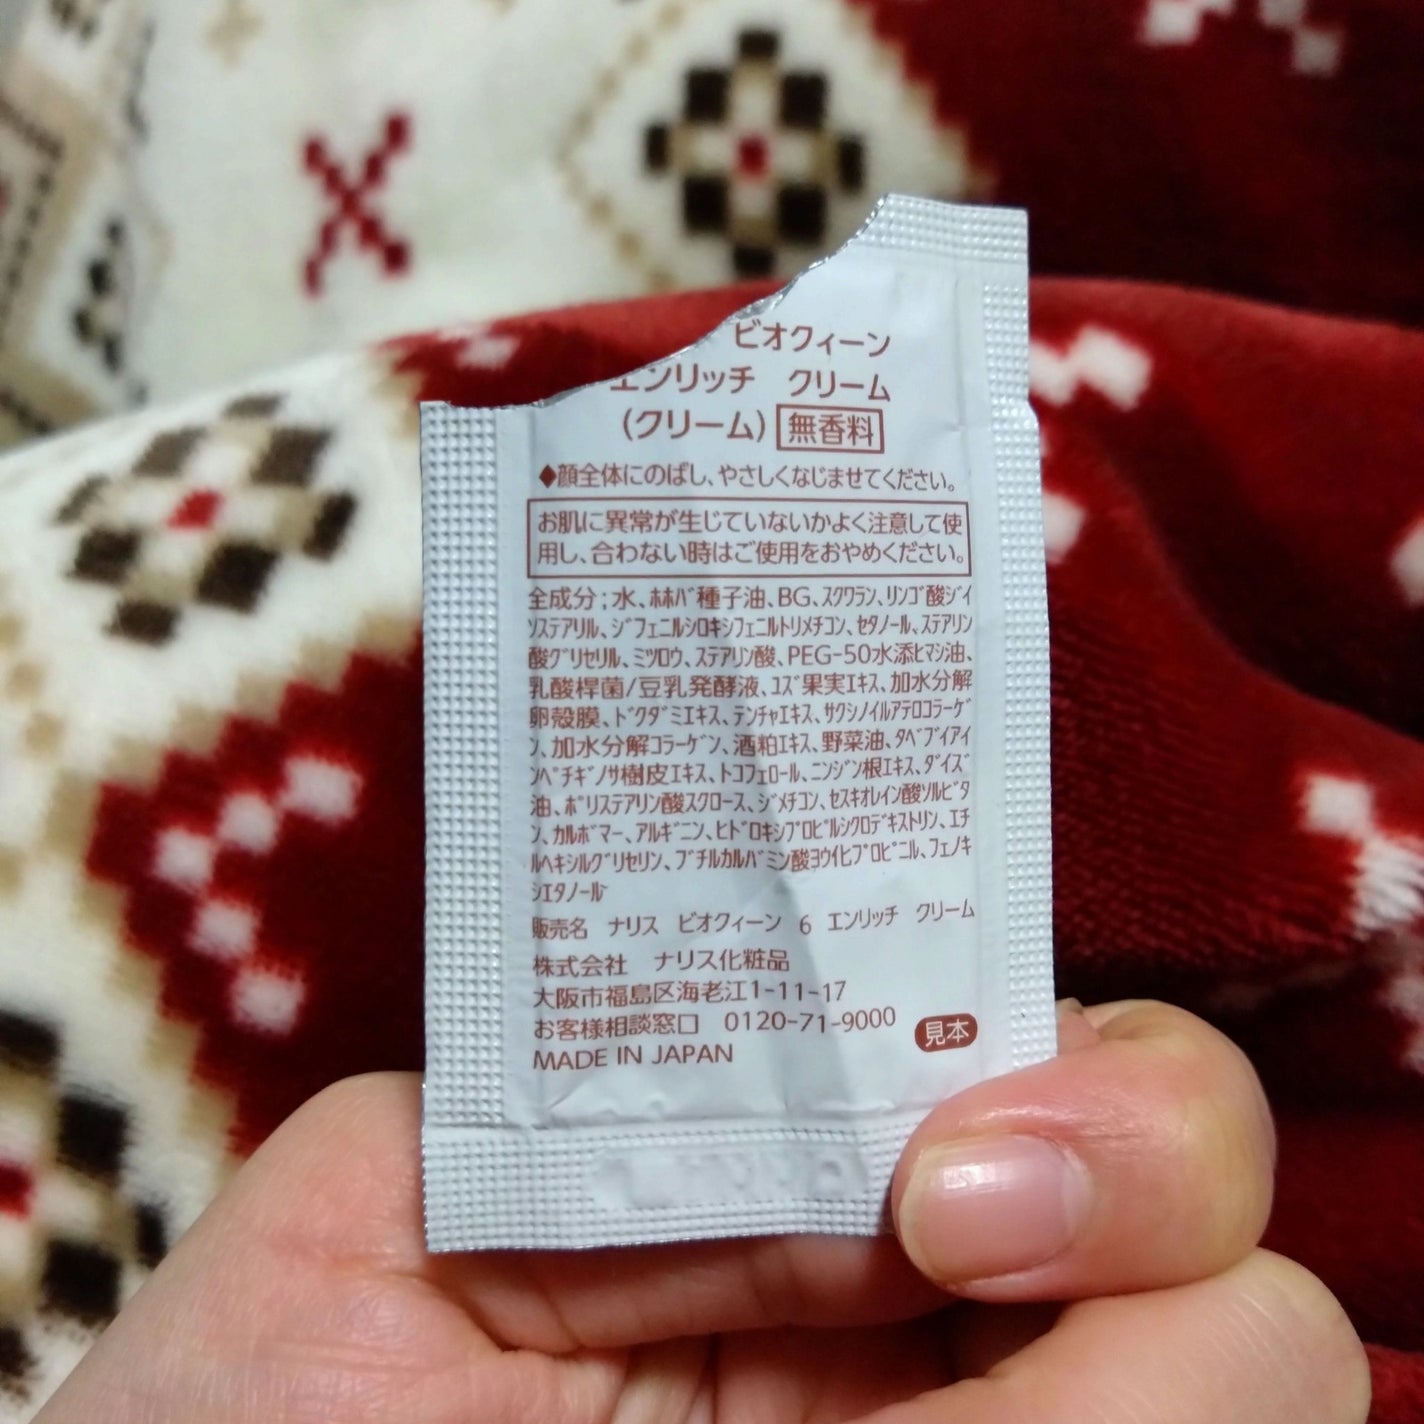 ビオクィーン
エンリッチ クリーム
(クリーム) 無香料
◆顔全体にのばし、やさしくなじませてください。
お肌に異常が生じていないかよく注意して使
用し、合わない時はご使用をおやめください。
全成分;水、ホホバ種子油、BG、スクワラン、リンゴ酸ジイ
ソステアリル、ジフェニルシロキシフェニルトリメチコン、セタノール、ステアリン
酸グリセリル、ミツロウ、ステアリン酸、PEG-50水添ヒマシ油、
乳酸桿菌/豆乳発酵液、ユズ果実エキス、加水分解
卵殻膜、ドクダミエキス、テンチャエキス、サクシノイルアテロコラーゲ
ン、加水分解コラーゲン、酒粕エキス、野菜油、タベブイアイ
ンペチギノサ樹皮エキス、トコフェロール、ニンジン根エキス、ダイズ
油、ポリステアリン酸スクロース、ジメチコン、セスキオレイン酸ソルビタ
ン、カルボマー、アルギニン、ヒドロキシプロピルシクロデキストリン、エチ
ルヘキシルグリセリン、ブチルカルバミン酸ヨウ化プロピニル、フェノキ
シエタノール
販売名 ナリス ビオクィーン 6 エンリッチ クリーム
株式会社 ナリス化粧品
大阪市福島区海老江1-11-17
お客様相談窓口 0120-71-9000
見本
MADE IN JAPAN